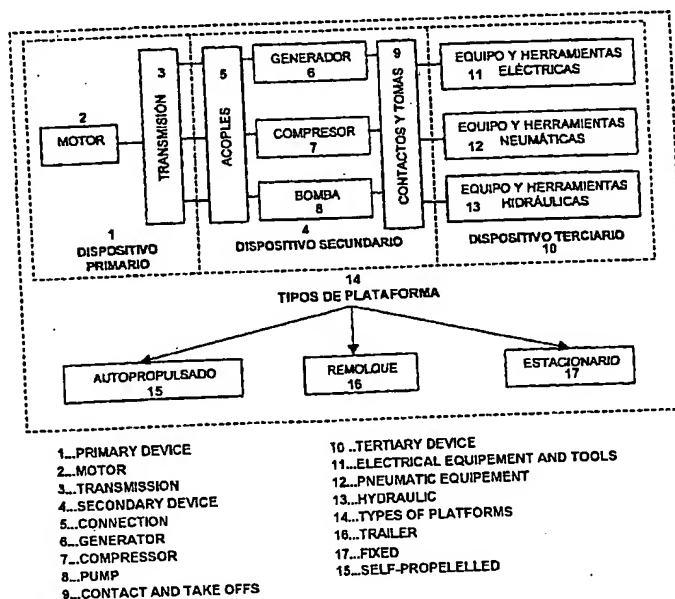 2
MOTOR
3
TRANSMISION
5
ACOPLES
GENERADOR
6
COMPRESOR
7
BOMBA
8
9
CONTACTOS Y TOMAS
EQUIPO Y HERRAMIENTAS
11 ELÉCTRICAS
EQUIPO Y HERRAMIENTAS
12 NEUMÁTICAS
EQUIPO Y HERRAMIENTAS
13 HIDRÁULICAS
1
DISPOSITIVO
PRIMARIO
4
DISPOSITIVO SECUNDARIO
DISPOSITIVO TERCIARIO
10
14
TIPOS DE PLATAFORMA
AUTOPROPULSADO
15
REMOLQUE
16
ESTACIONARIO
17
1...PRIMARY DEVICE
2...MOTOR
3...TRANSMISSION
4...SECONDARY DEVICE
5...CONNECTION
6...GENERATOR
7...COMPRESSOR
8...PUMP
9...CONTACT AND TAKE OFFS
10 ..TERTIARY DEVICE
11...ELECTRICAL EQUIPEMENT AND TOOLS
12...PNEUMATIC EQUIPEMENT
13...HYDRAULIC
14...TYPES OF PLATFORMS
16...TRAILER
17...FIXED
15...SELF-PROPELELLED